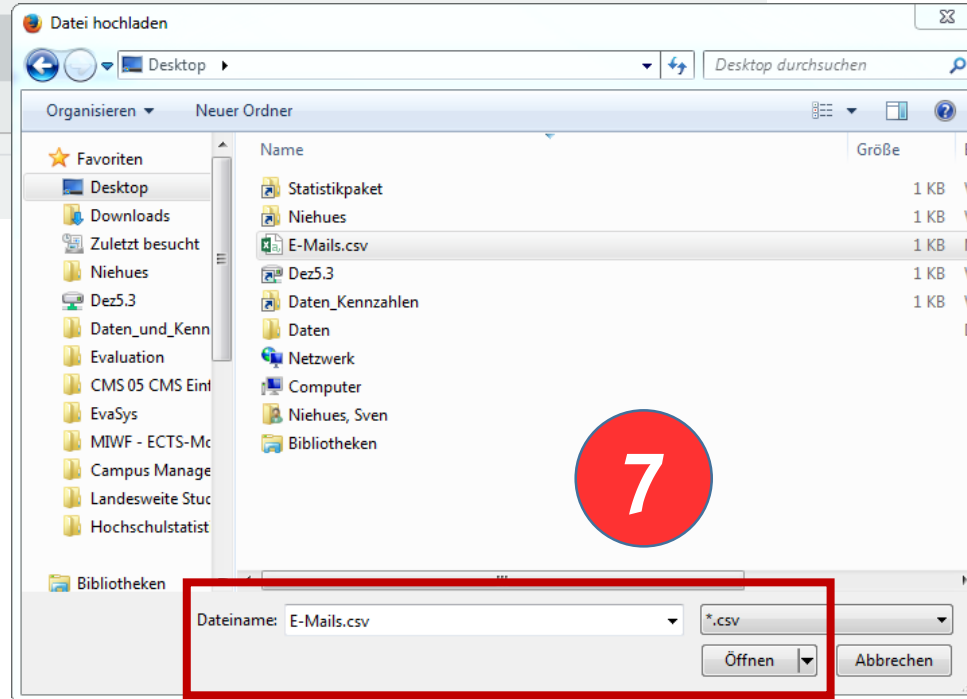 Datei hochladen
Desktop
Desktop durchsuchen
Organisieren Neuer Ordner
Favoriten
Desktop
Downloads
Zuletzt besucht
Niehues
Dez5.3
Daten_und_Kenn
Evaluation
CMS 05 CMS Einf
EvaSys
MIWF - ECTS-Mo
Campus Manage
Landesweite Stud
Hochschulstatist
Bibliotheken
Name Größe
Statistikpaket 1 KB
Niehues 1 KB
E-Mails.csv 1 KB
Dez5.3 1 KB
Daten_Kennzahlen 1 KB
Daten
Netzwerk
Computer
Niehues, Sven
Bibliotheken
7
Dateiname: E-Mails.csv *.csv
Öffnen Abbrechen